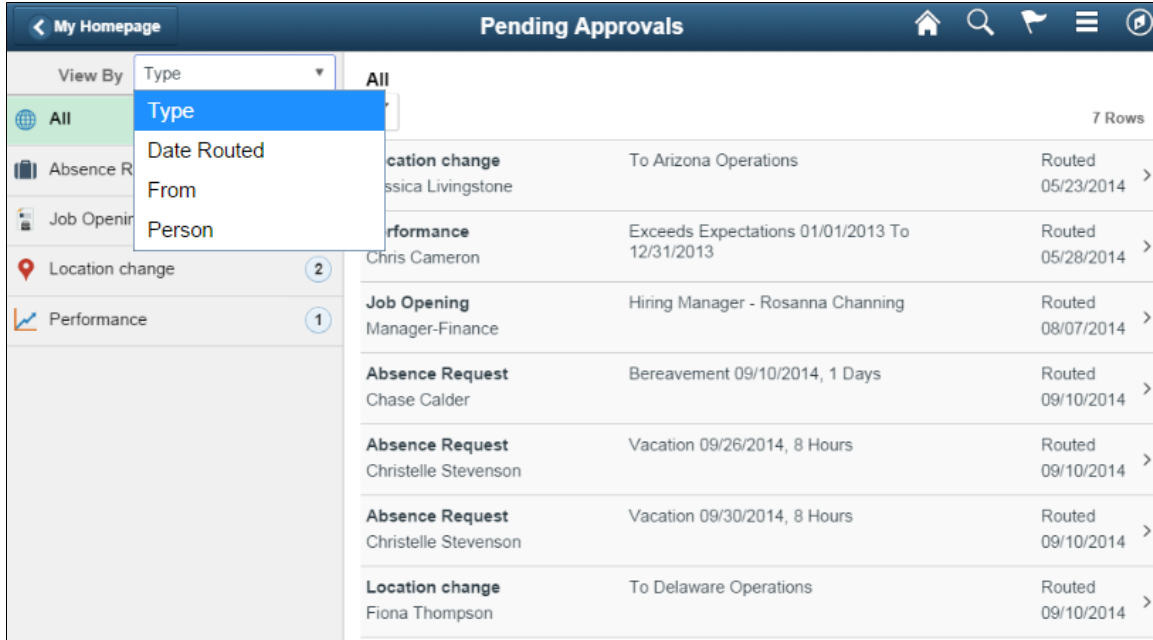 My Homepage
Pending Approvals
View By
Type
Type
Date Routed
From
Person
All
Absence R
Job Openin
Location change
2
Performance
1
All
7 Rows
cation change
To Arizona Operations
Routed
ssica Livingstone
05/23/2014
rformance
Exceeds Expectations 01/01/2013 To
12/31/2013
Routed
Chris Cameron
05/28/2014
Job Opening
Hiring Manager - Rosanna Channing
Routed
Manager-Finance
08/07/2014
Absence Request
Bereavement 09/10/2014, 1 Days
Routed
Chase Calder
09/10/2014
Absence Request
Vacation 09/26/2014, 8 Hours
Routed
Christelle Stevenson
09/10/2014
Absence Request
Vacation 09/30/2014, 8 Hours
Routed
Christelle Stevenson
09/10/2014
Location change
To Delaware Operations
Routed
Fiona Thompson
09/10/2014